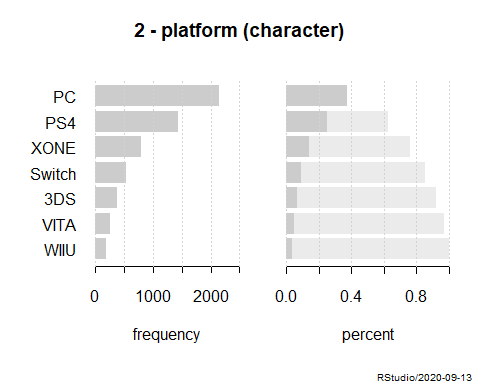 2 - platform (character)
PC
PS4
XONE
Switch
3DS
VITA
WIIU
0 1000 2000
0.0 0.4 0.8
frequency percent
RStudio/2020-09-13